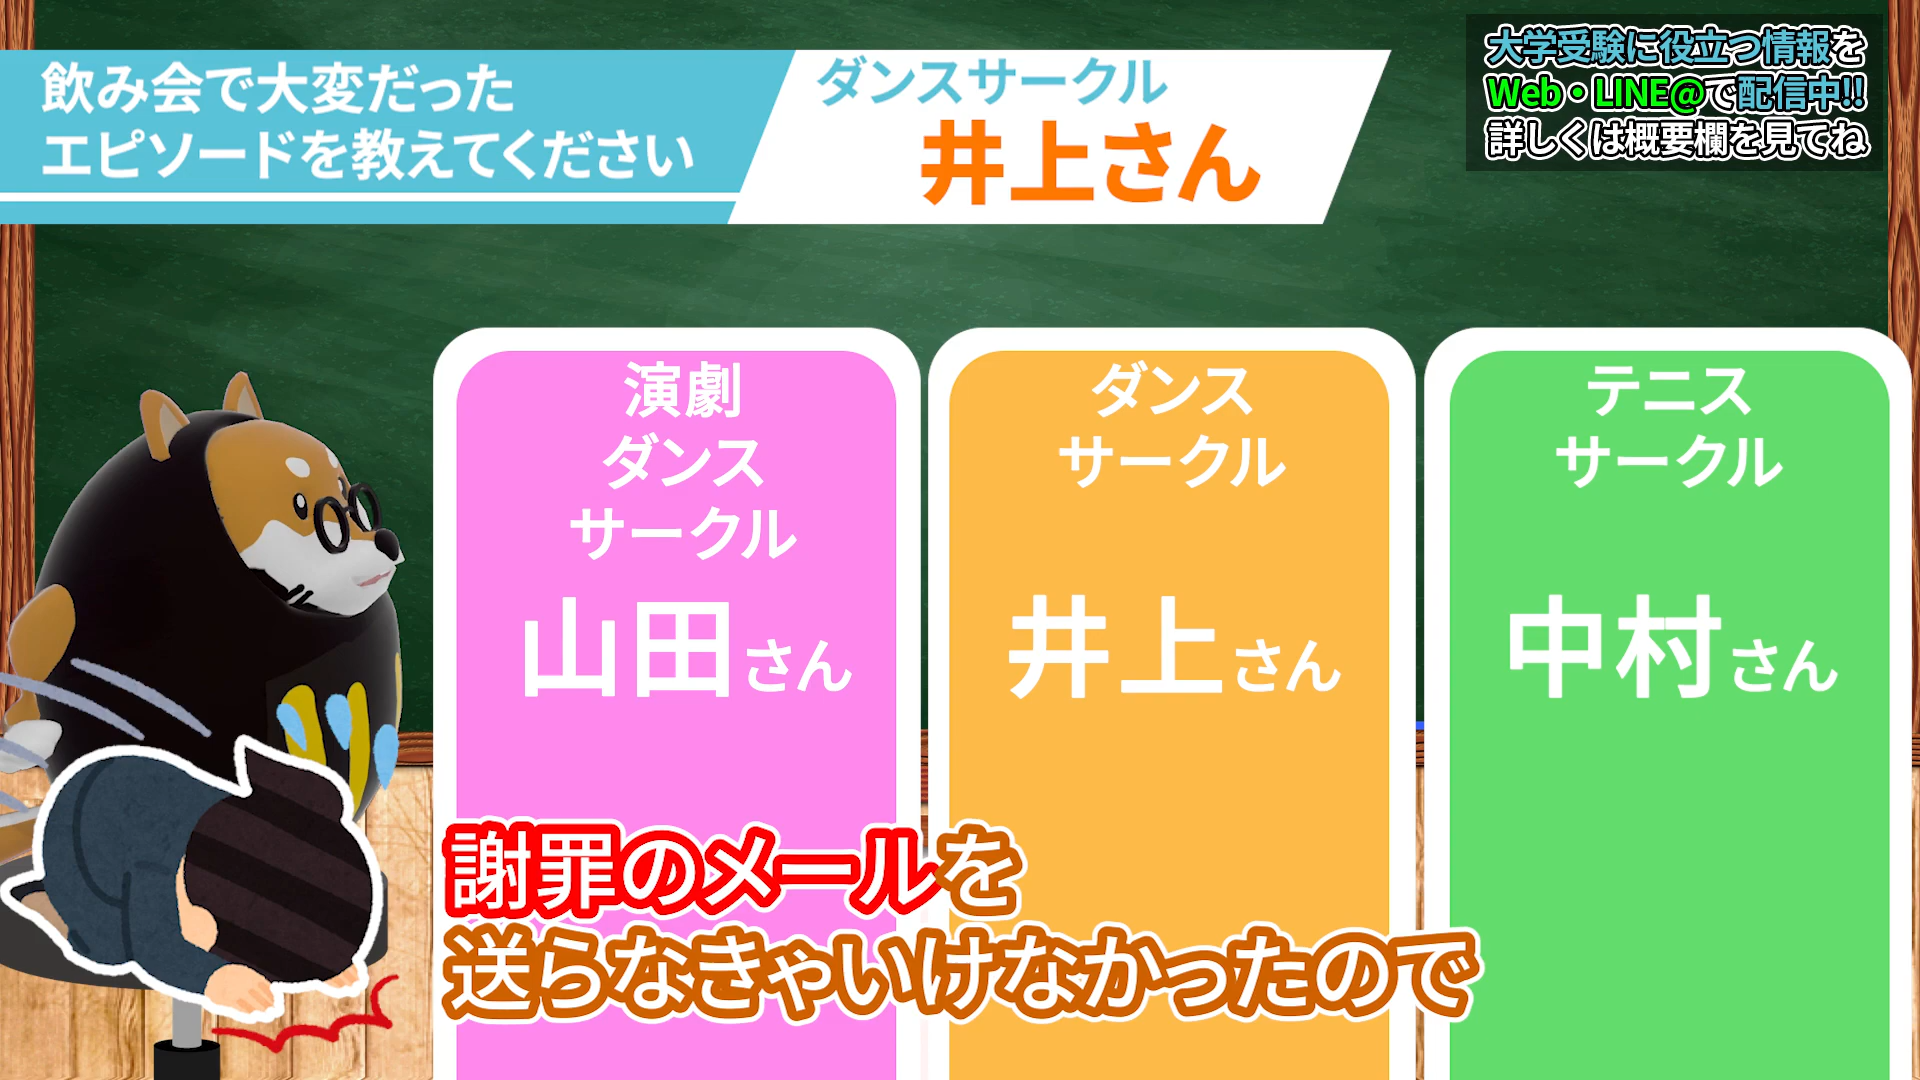 飲み会で大変だった
エピソードを教えてください
ダンスサークル
井上さん
大学受験に役立つ情報を
Web・LINE@で配信中!!
詳しくは概要欄を見てね
演劇
ダンス
サークル
山田さん
ダンス
サークル
井上さん
テニス
サークル
中村さん
謝罪のメールを
送らなきゃいけなかったので